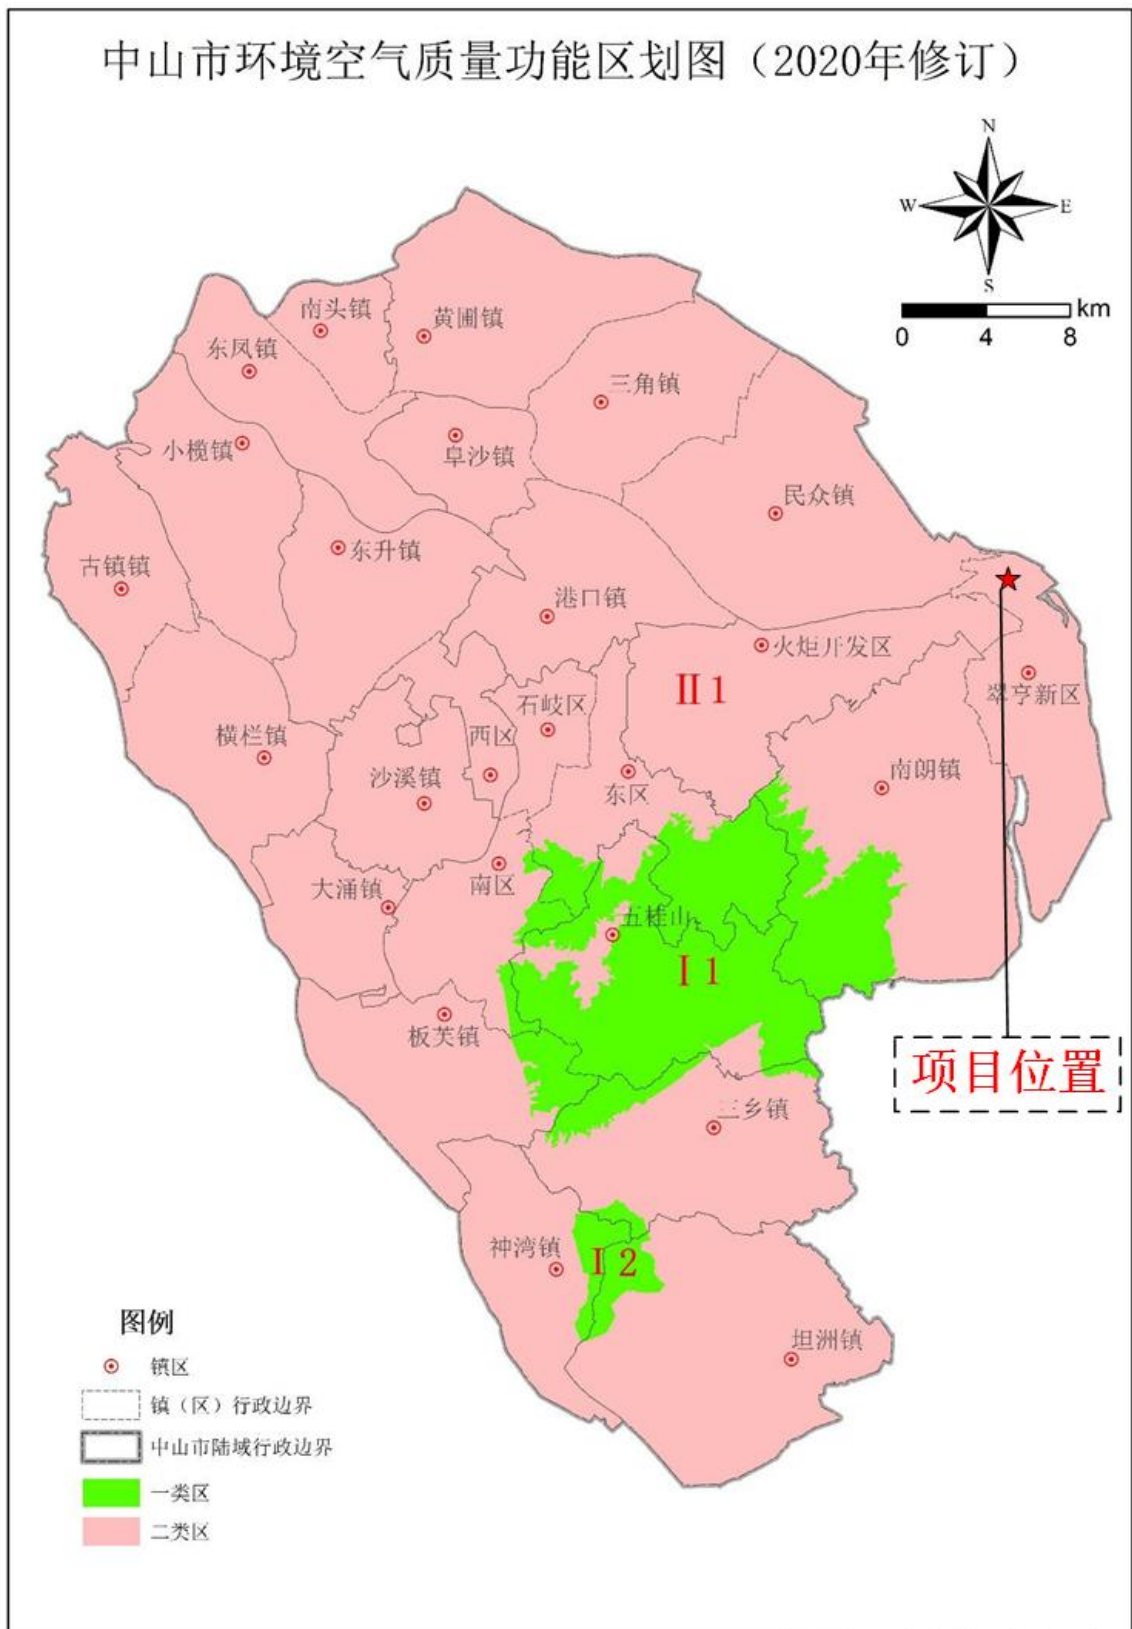 中山市环境空气质量功能区划图（2020年修订）
N
W
E
S
km
0
4
8
南头镇
黄圃镇
东凤镇
三角镇
小榄镇
阜沙镇
民众镇
东升镇
古镇镇
港口镇
火炬开发区
II 1
翠亨新区
石岐区
西区
横栏镇
沙溪镇
东区
南朗镇
南区
大涌镇
五桂山
I 1
板芙镇
项目位置
三乡镇
神湾镇
I 2
坦洲镇
图例
镇区
镇（区）行政边界
中山市陆域行政边界
一类区
二类区